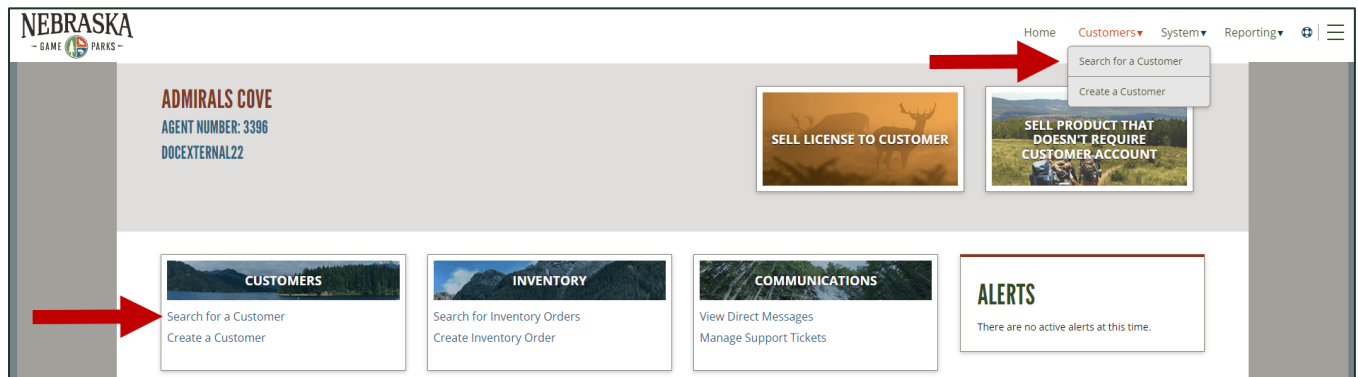 NEBRASKA
- GAME PARKS -
Home Customers▾ System▾ Reporting▾
Search for a Customer
Create a Customer
ADMIRALS COVE
AGENT NUMBER: 3396
DOCEXTERNAL22
SELL LICENSE TO CUSTOMER
SELL PRODUCT THAT
DOESN'T REQUIRE
CUSTOMER ACCOUNT
CUSTOMERS
Search for a Customer
Create a Customer
INVENTORY
Search for Inventory Orders
Create Inventory Order
COMMUNICATIONS
View Direct Messages
Manage Support Tickets
ALERTS
There are no active alerts at this time.